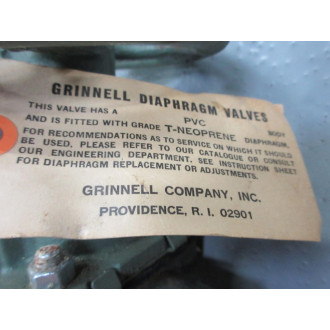 GRINNELL DIAPHRAGM VALVES
THIS VALVE HAS A PVC BODY
AND IS FITTED WITH GRADE T-NEOPRENE DIAPHRAGM.
FOR RECOMMENDATIONS AS TO SERVICE ON WHICH IT SHOULD
BE USED, PLEASE REFER TO OUR CATALOGUE OR CONSULT
OUR ENGINEERING DEPARTMENT. SEE INSTRUCTION SHEET
FOR DIAPHRAGM REPLACEMENT OR ADJUSTMENTS.
GRINNELL COMPANY, INC.
PROVIDENCE, R. I. 02901